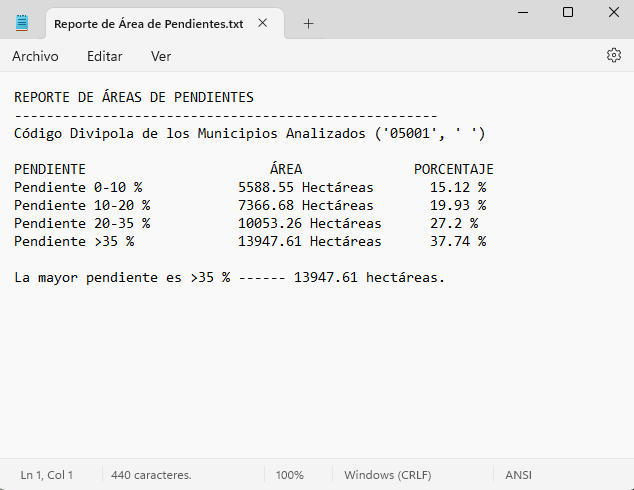 Reporte de Área de Pendientes.txt
Archivo Editar Ver
REPORTE DE ÁREAS DE PENDIENTES
-----------------------------------------------------
Código Divipola de los Municipios Analizados ('05001', ' ')
PENDIENTE ÁREA PORCENTAJE
Pendiente 0-10 % 5588.55 Hectáreas 15.12 %
Pendiente 10-20 % 7366.68 Hectáreas 19.93 %
Pendiente 20-35 % 10053.26 Hectáreas 27.2 %
Pendiente >35 % 13947.61 Hectáreas 37.74 %
La mayor pendiente es >35 % ------ 13947.61 hectáreas.
Ln 1, Col 1 440 caracteres. 100% Windows (CRLF) ANSI